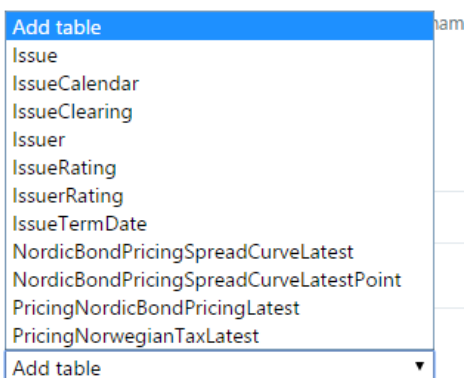 Add table
Issue
IssueCalendar
IssueClearing
Issuer
IssueRating
IssuerRating
IssueTermDate
NordicBondPricingSpreadCurveLatest
NordicBondPricingSpreadCurveLatestPoint
PricingNordicBondPricingLatest
PricingNorwegianTaxLatest
Add table